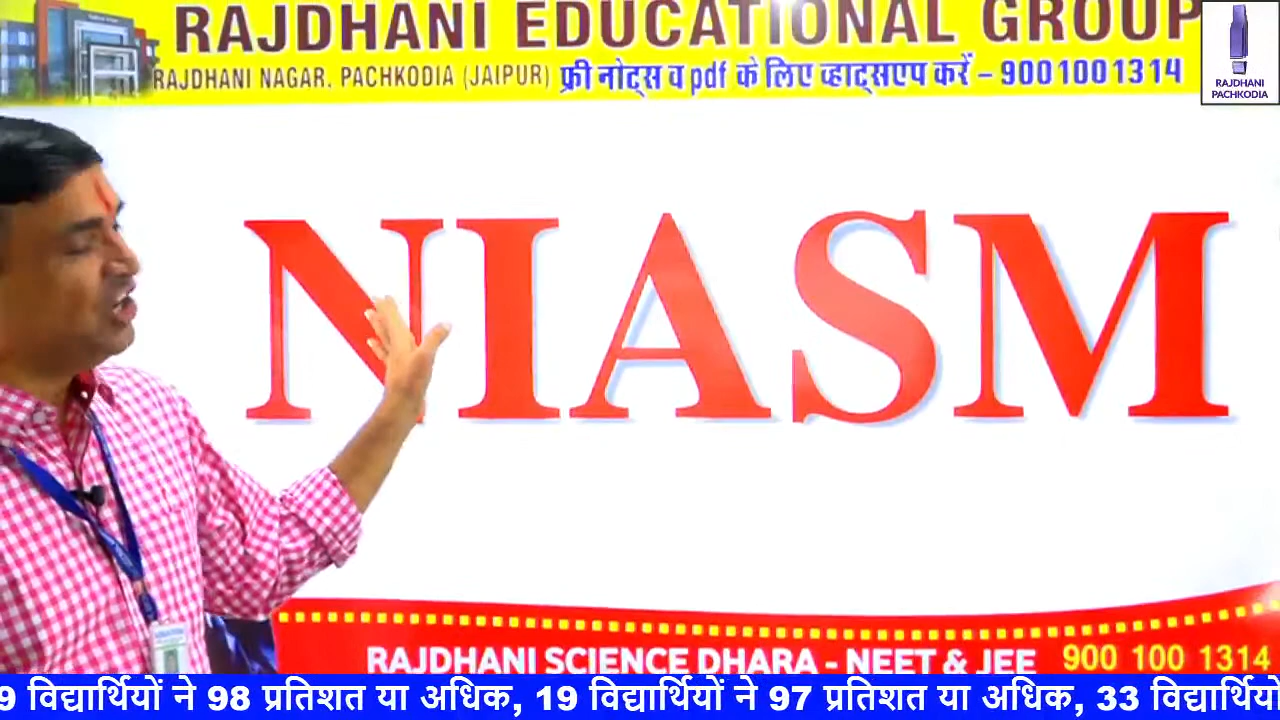 RAJDHANI EDUCATIONAL GROUP
RAJDHANI NAGAR, PACHKODIA (JAIPUR) फ्री नोट्स व pdf के लिए व्हाट्सएप करें – 9001001314
RAJDHANI
PACHKODIA
NIASM
RAJDHANI SCIENCE DHARA - NEET & JEE 900 100 1314
9 विद्यार्थियों ने 98 प्रतिशत या अधिक, 19 विद्यार्थियों ने 97 प्रतिशत या अधिक, 33 विद्यार्थियो